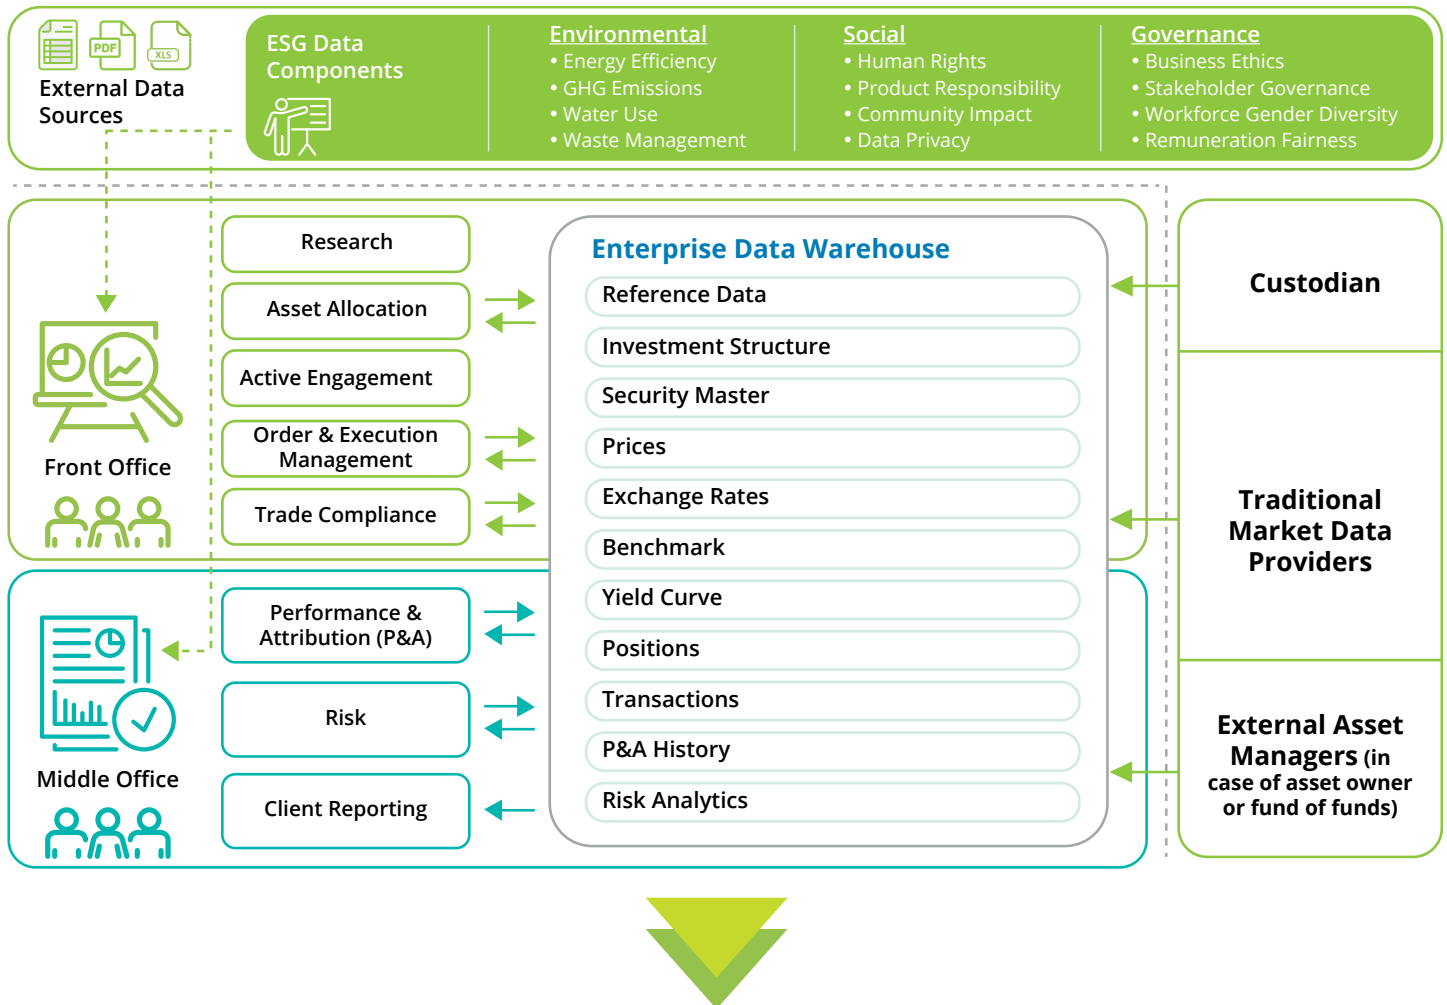 PDF
XLS
External Data
Sources
ESG Data
Components
Environmental
• Energy Efficiency
• GHG Emissions
• Water Use
• Waste Management
Social
• Human Rights
• Product Responsibility
• Community Impact
• Data Privacy
Governance
• Business Ethics
• Stakeholder Governance
• Workforce Gender Diversity
• Remuneration Fairness
Front Office
Research
Asset Allocation
Active Engagement
Order & Execution
Management
Trade Compliance
Middle Office
Performance &
Attribution (P&A)
Risk
Client Reporting
Enterprise Data Warehouse
Reference Data
Investment Structure
Security Master
Prices
Exchange Rates
Benchmark
Yield Curve
Positions
Transactions
P&A History
Risk Analytics
Custodian
Traditional
Market Data
Providers
External Asset
Managers (in
case of asset owner
or fund of funds)